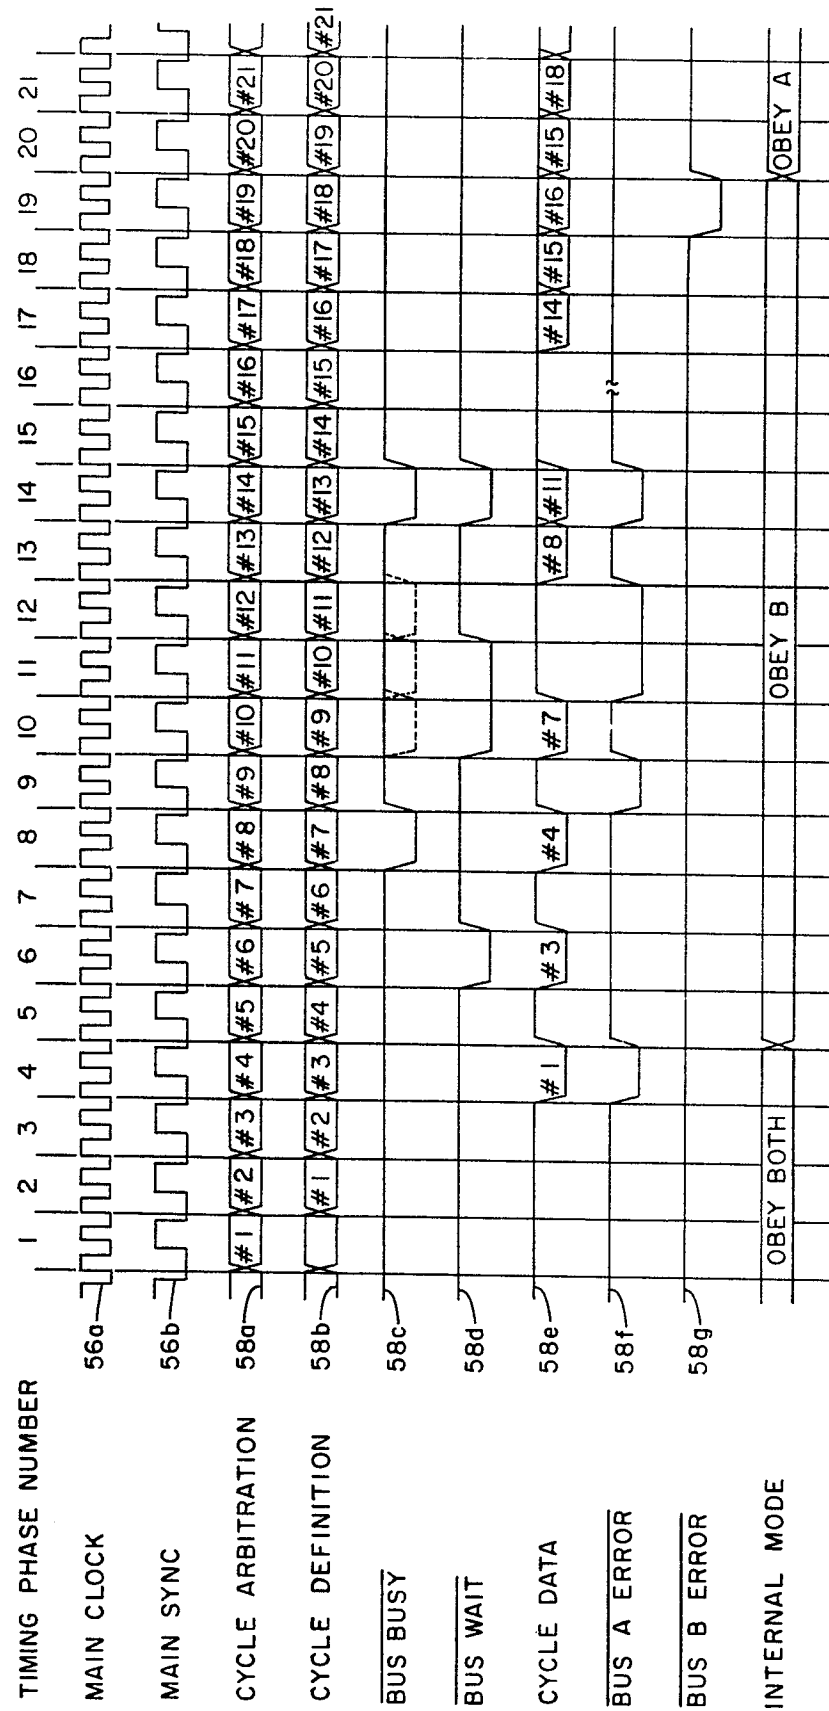 TIMING PHASE NUMBER 1 2 3 4 5 6 7 8 9 10 11 12 13 14 15 16 17 18 19 20 21
MAIN CLOCK 56a
MAIN SYNC 56b
CYCLE ARBITRATION 58a #1 #2 #3 #4 #5 #6 #7 #8 #9 #10 #11 #12 #13 #14 #15 #16 #17 #18 #19 #20 #21
CYCLE DEFINITION 58b #1 #2 #3 #4 #5 #6 #7 #8 #9 #10 #11 #12 #13 #14 #15 #16 #17 #18 #19 #20 #21
BUS BUSY 58c
BUS WAIT 58d
CYCLE DATA 58e #1 #3 #4 #7 #8 #11 #14 #15 #16 #15 #18
BUS A ERROR 58f
BUS B ERROR 58g
INTERNAL MODE OBEY BOTH OBEY B OBEY A